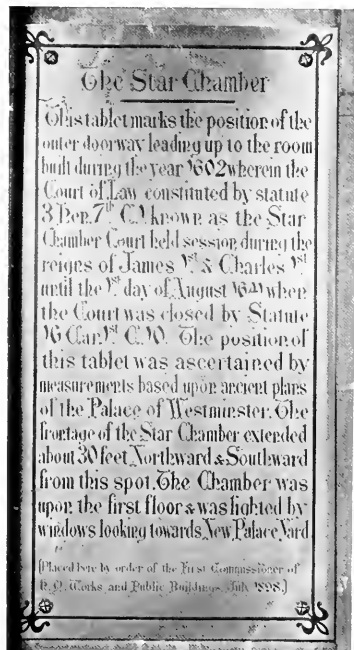 The Star Chamber
This tablet marks the position of the
outer doorway leading up to the room
built during the year 1602 wherein the
Court of Law constituted by statute
3 Hen. 7th C.1 known as the Star
Chamber Court held session during the
reigns of James 1st & Charles 1st
until the 1st day of August 1641 when
the Court was closed by Statute
16 Car. 1st C.10. The position of
this tablet was ascertained by
measurements based upon ancient plans
of the Palace of Westminster. The
frontage of the Star Chamber extended
about 30 feet Northward & Southward
from this spot. The Chamber was
upon the first floor & was lighted by
windows looking towards New Palace Yard
(Placed here by order of the First Commissioner of
H.M. Works and Public Buildings, July 1898.)